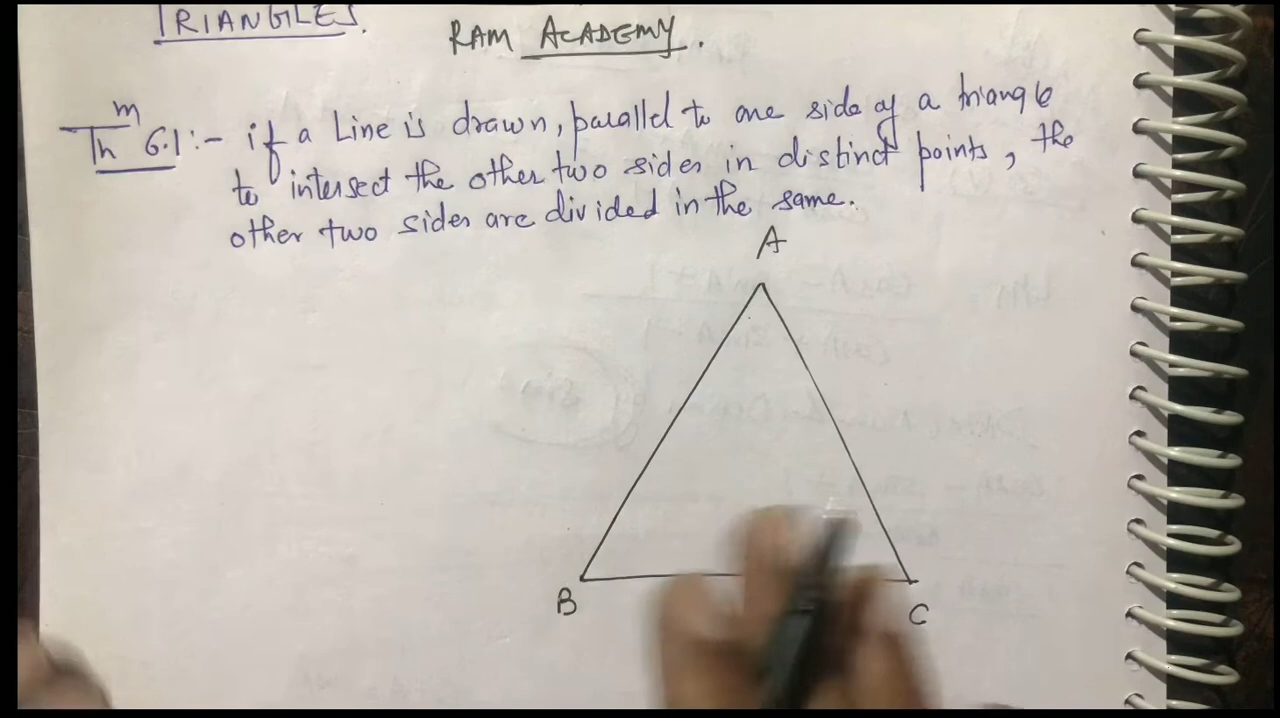 TRIANGLES.
RAM ACADEMY.
Thm 6.1:- if a Line is drawn, parallel to one side of a triangle
to intersect the other two sides in distinct points, the
other two sides are divided in the same.
A
B
C